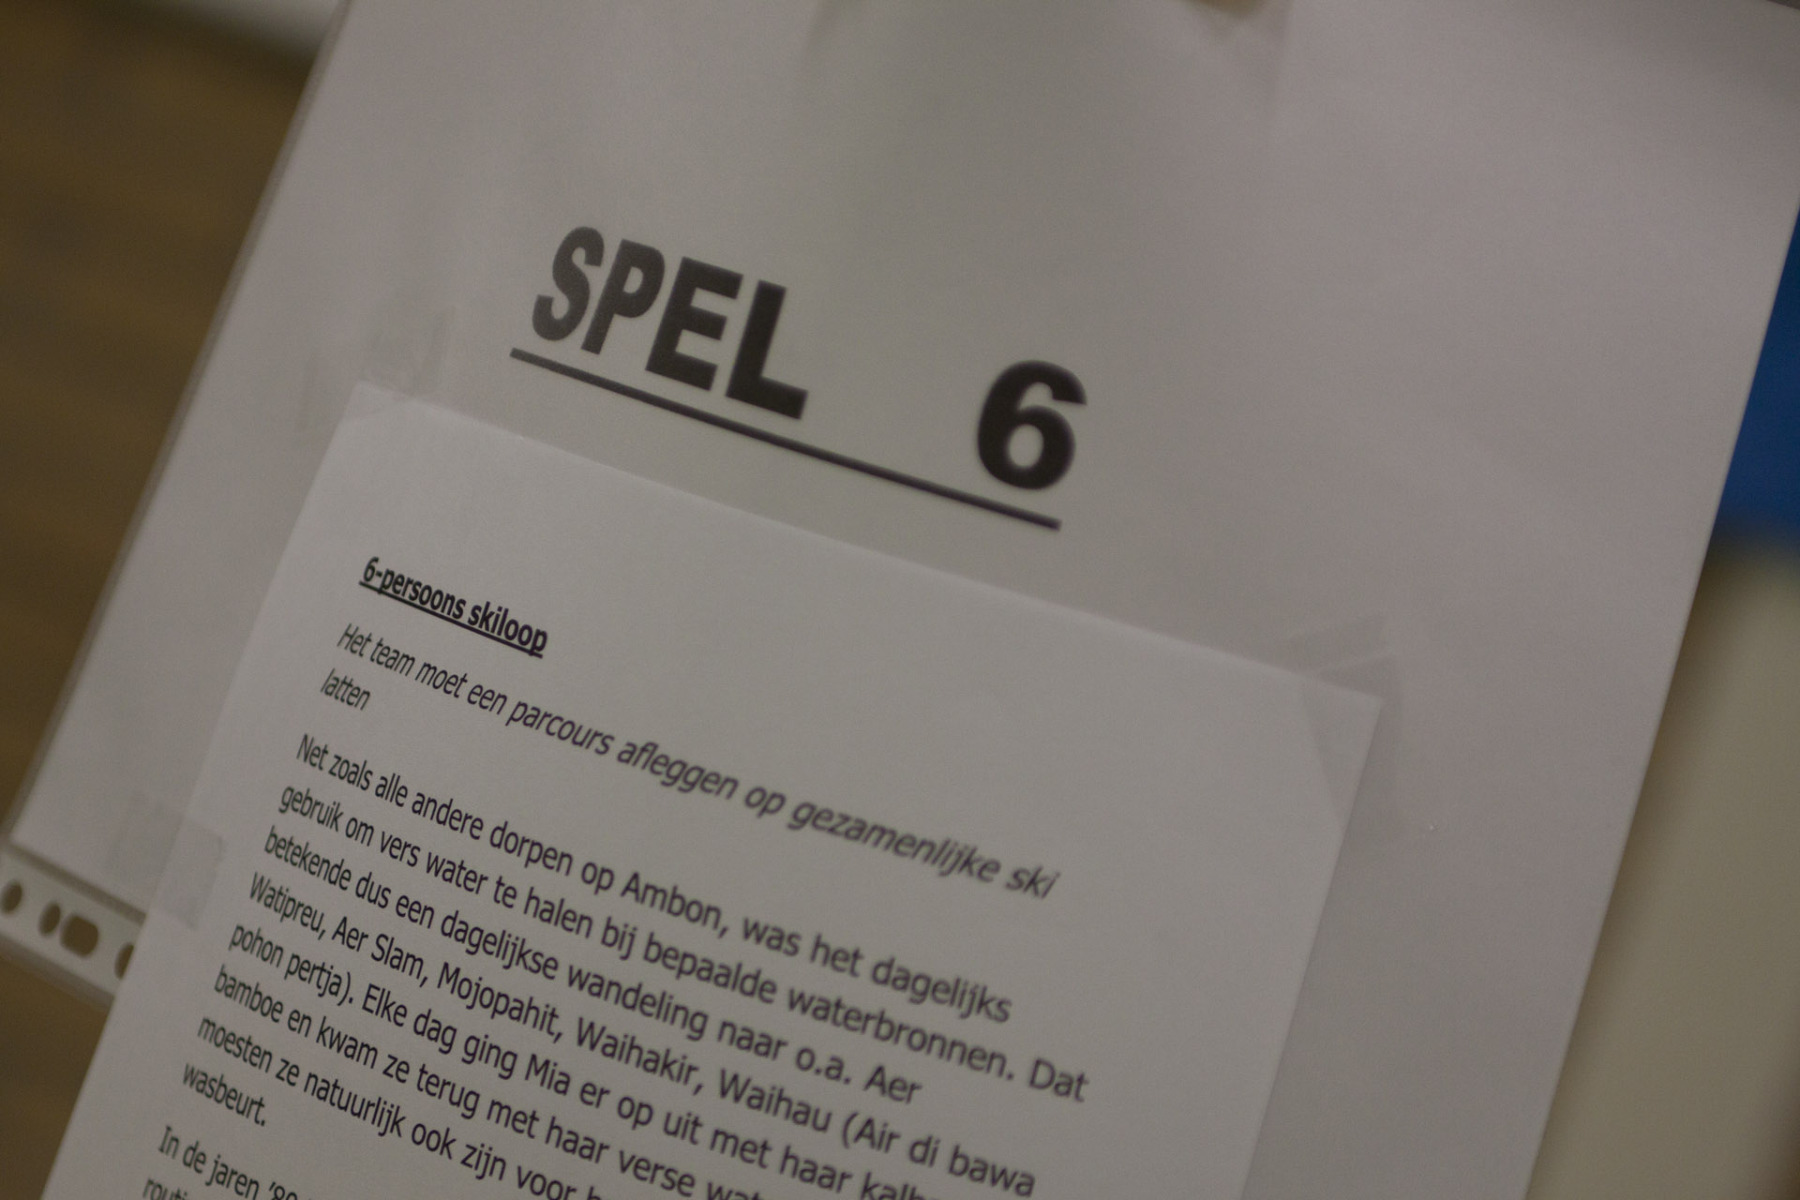 SPEL 6
6-persoons skiloop
Het team moet een parcours afleggen op gezamenlijke ski
latten
Net zoals alle andere dorpen op Ambon, was het dagelijks
gebruik om vers water te halen bij bepaalde waterbronnen. Dat
betekende dus een dagelijkse wandeling naar o.a. Aer
Watipreu, Aer Slam, Mojopahit, Waihakir, Waihau (Air di bawa
pohon pertja). Elke dag ging Mia er op uit met haar
bamboe en kwam ze terug met haar verse
moesten ze natuurlijk ook zijn voor
wasbeurt.
In de jaren